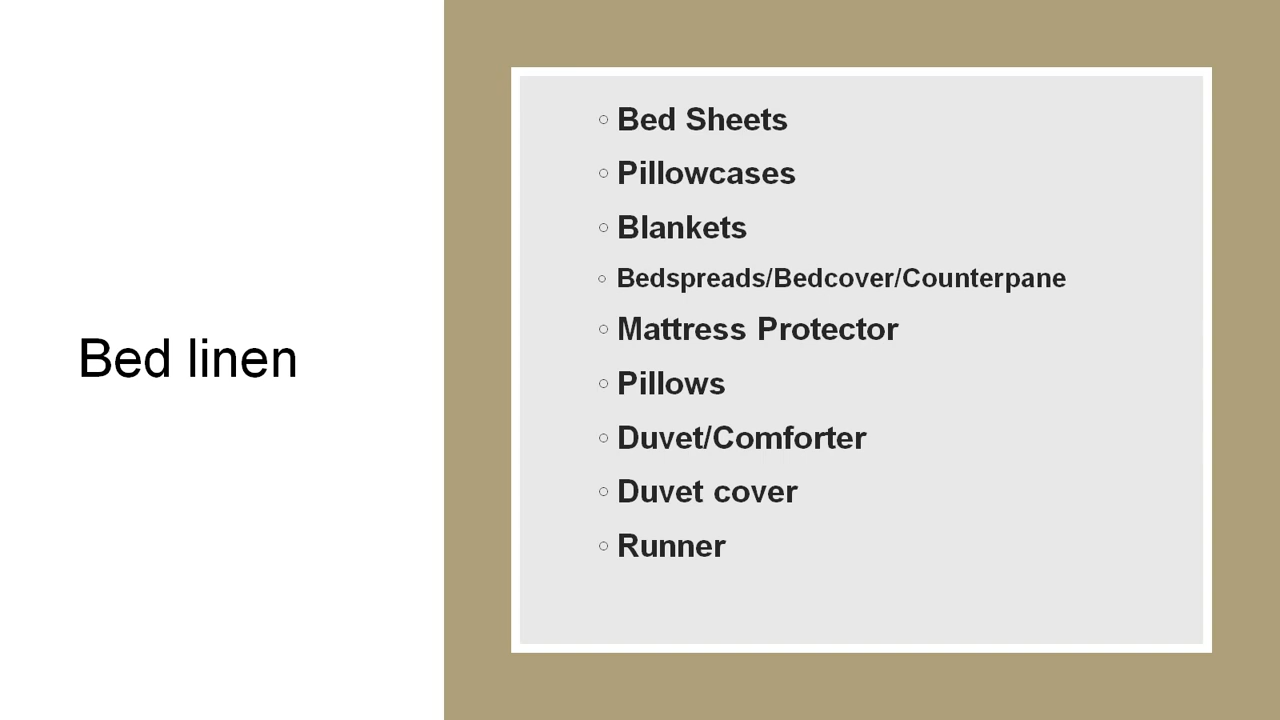 Bed linen
Bed Sheets
Pillowcases
Blankets
Bedspreads/Bedcover/Counterpane
Mattress Protector
Pillows
Duvet/Comforter
Duvet cover
Runner